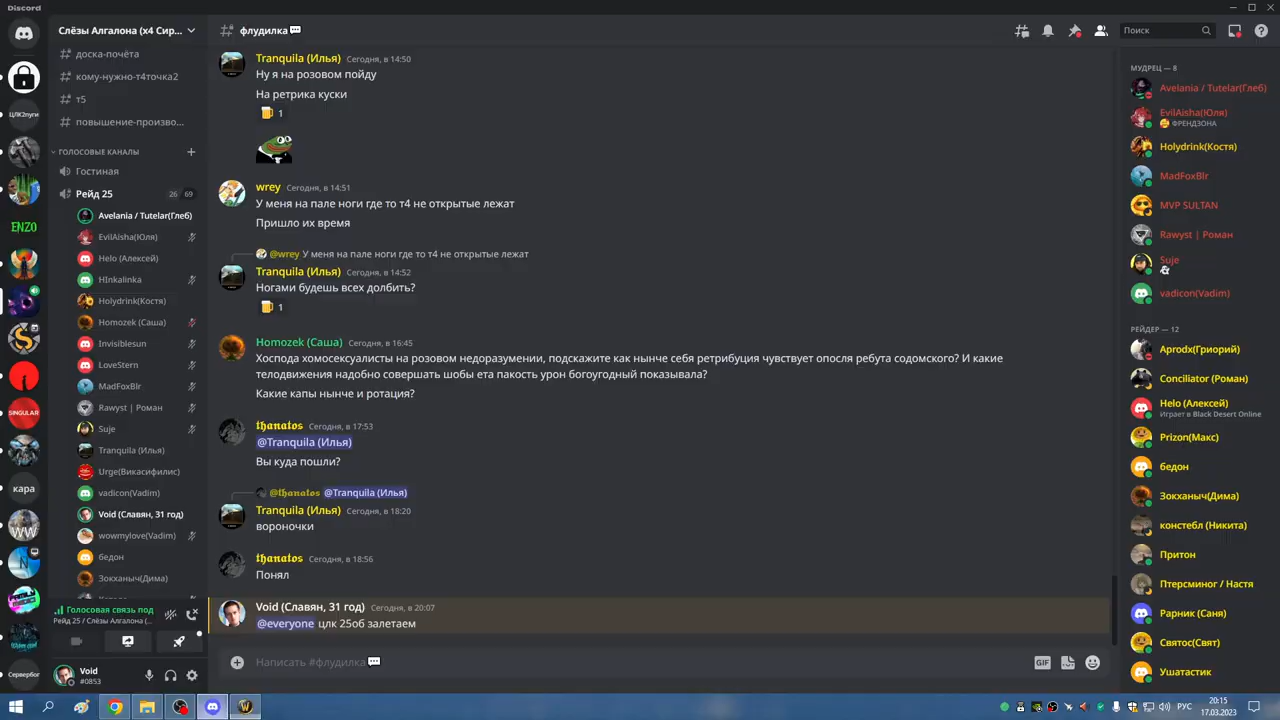 Discord
Слёзы Алгалона (x4 Сир...
доска-почёта
кому-нужно-т4точка2
т5
повышение-произво...
ГОЛОСОВЫЕ КАНАЛЫ
Гостиная
Рейд 25
26 69
Avelania / Tutelar(Глеб)
EvilAisha(Юля)
Helo (Алексей)
HInkalinka
Holydrink(Костя)
Homozek (Саша)
Invisiblesun
LoveStern
MadFoxBlr
Rawyst | Роман
Suje
Tranquila (Илья)
Urge(Викасифилис)
vadicon(Vadim)
Void (Славян, 31 год)
wowmylove(Vadim)
бедон
Зокханыч(Дима)
Голосовая связь под
Рейд 25 / Слёзы Алгалона (...
Void
#0853
ЦЛК2пуги
ENZO
SINGULAR
кара
WW
Сервербог
флудилка
Поиск
Tranquila (Илья) Сегодня, в 14:50
Ну я на розовом пойду
На ретрика куски
1
wrey Сегодня, в 14:51
У меня на пале ноги где то т4 не открытые лежат
Пришло их время
@wrey У меня на пале ноги где то т4 не открытые лежат
Tranquila (Илья) Сегодня, в 14:52
Ногами будешь всех долбить?
1
Homozek (Саша) Сегодня, в 16:45
Хоспода хомосексуалисты на розовом недоразумении, подскажите как нынче себя ретрибуция чувствует опосля ребута содомского? И какие
телодвижения надобно совершать шобы ета пакость урон богоугодный показывала?
Какие капы нынче и ротация?
𝖙𝖍𝖆𝖓𝖆𝖙𝖔𝖘 Сегодня, в 17:53
@Tranquila (Илья)
Вы куда пошли?
@𝖙𝖍𝖆𝖓𝖆𝖙𝖔𝖘 @Tranquila (Илья)
Tranquila (Илья) Сегодня, в 18:20
вороночки
𝖙𝖍𝖆𝖓𝖆𝖙𝖔𝖘 Сегодня, в 18:56
Понял
Void (Славян, 31 год) Сегодня, в 20:07
@everyone цлк 25об залетаем
Написать #флудилка
GIF
МУДРЕЦ — 8
Avelania / Tutelar(Глеб)
EvilAisha(Юля)
ФРЕНДЗОНА
Holydrink(Костя)
MadFoxBlr
MVP SULTAN
Rawyst | Роман
Suje
vadicon(Vadim)
РЕЙДЕР — 12
Aprodx(Гриорий)
Conciliator (Роман)
Helo (Алексей)
Играет в Black Desert Online
Prizon(Макс)
бедон
Зокханыч(Дима)
констебл (Никита)
Притон
Птерсминог / Настя
Рарник (Саня)
Святос(Свят)
Ушатастик
РУС
20:15
17.03.2023